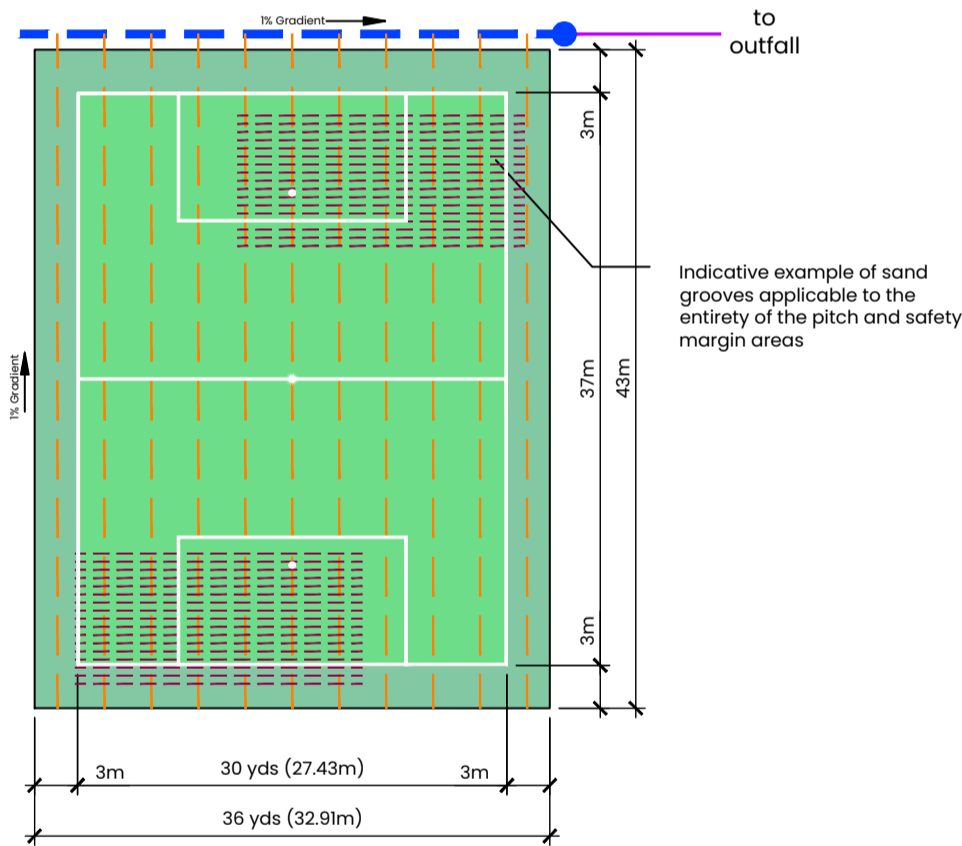 1% Gradient
to
outfall
3m
Indicative example of sand
grooves applicable to the
entirety of the pitch and safety
margin areas
1% Gradient
37m
43m
3m
3m
30 yds (27.43m)
3m
36 yds (32.91m)